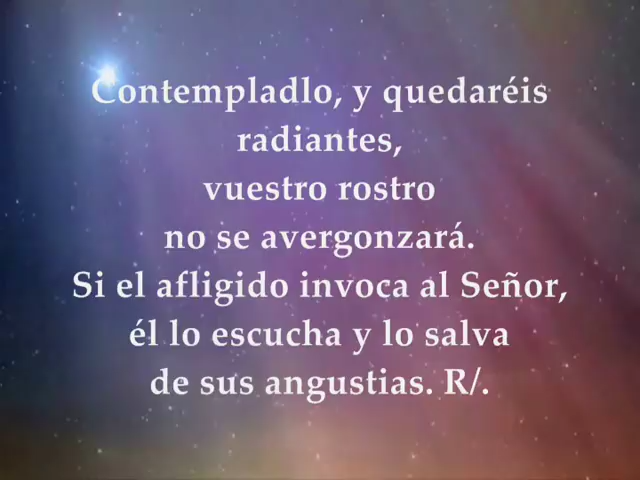 Contempladlo, y quedaréis
radiantes,
vuestro rostro
no se avergonzará.
Si el afligido invoca al Señor,
él lo escucha y lo salva
de sus angustias. R/.